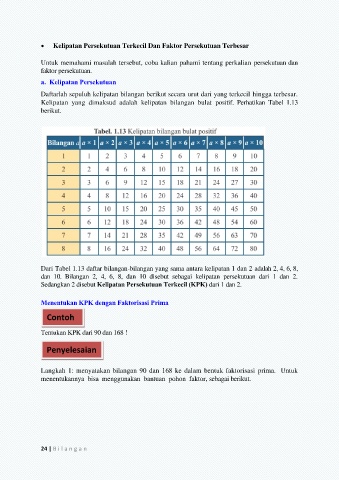 • Kelipatan Persekutuan Terkecil Dan Faktor Persekutuan Terbesar
Untuk memahami masalah tersebut, coba kalian pahami tentang perkalian persekutuan dan
faktor persekutuan.
a. Kelipatan Persekutuan
Daftarlah sepuluh kelipatan bilangan berikut secara urut dari yang terkecil hingga terbesar.
Kelipatan yang dimaksud adalah kelipatan bilangan bulat positif. Perhatikan Tabel 1.13
berikut.
Tabel. 1.13 Kelipatan bilangan bulat positif
Bilangan a a × 1 a × 2 a × 3 a × 4 a × 5 a × 6 a × 7 a × 8 a × 9 a × 10
1 1 2 3 4 5 6 7 8 9 10
2 2 4 6 8 10 12 14 16 18 20
3 3 6 9 12 15 18 21 24 27 30
4 4 8 12 16 20 24 28 32 36 40
5 5 10 15 20 25 30 35 40 45 50
6 6 12 18 24 30 36 42 48 54 60
7 7 14 21 28 35 42 49 56 63 70
8 8 16 24 32 40 48 56 64 72 80
Dari Tabel 1.13 daftar bilangan-bilangan yang sama antara kelipatan 1 dan 2 adalah 2, 4, 6, 8,
dan 10. Bilangan 2, 4, 6, 8, dan 10 disebut sebagai kelipatan persekutuan dari 1 dan 2.
Sedangkan 2 disebut Kelipatan Persekutuan Terkecil (KPK) dari 1 dan 2.
Menentukan KPK dengan Faktorisasi Prima
Contoh
Temukan KPK dari 90 dan 168 !
Penyelesaian
Langkah 1: menyatakan bilangan 90 dan 168 ke dalam bentuk faktorisasi prima. Untuk
menentukannya bisa menggunakan bantuan pohon faktor, sebagai berikut.
24 | Bilangan